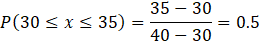 P(30 ≤ x ≤ 35) = (35 − 30)/(40 − 30) = 0.5